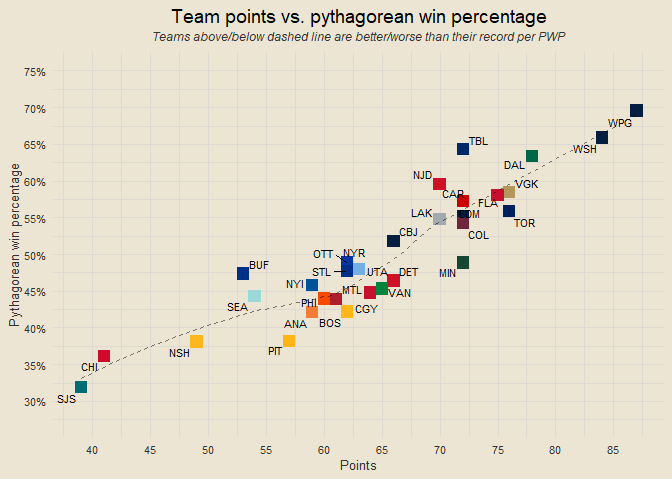 Team points vs. pythagorean win percentage
Teams above/below dashed line are better/worse than their record per PWP
Pythagorean win percentage
75%
70%
65%
60%
55%
50%
45%
40%
35%
30%
WPG
WSH
TBL
DAL
NJD
CAR
VGK
FLA
LAK
EDM
TOR
COL
CBJ
MIN
OTT
NYR
STL
UTA
DET
BUF
NYI
MTL
VAN
SEA
PHI
CGY
ANA
BOS
NSH
PIT
CHI
SJS
40 45 50 55 60 65 70 75 80 85
Points